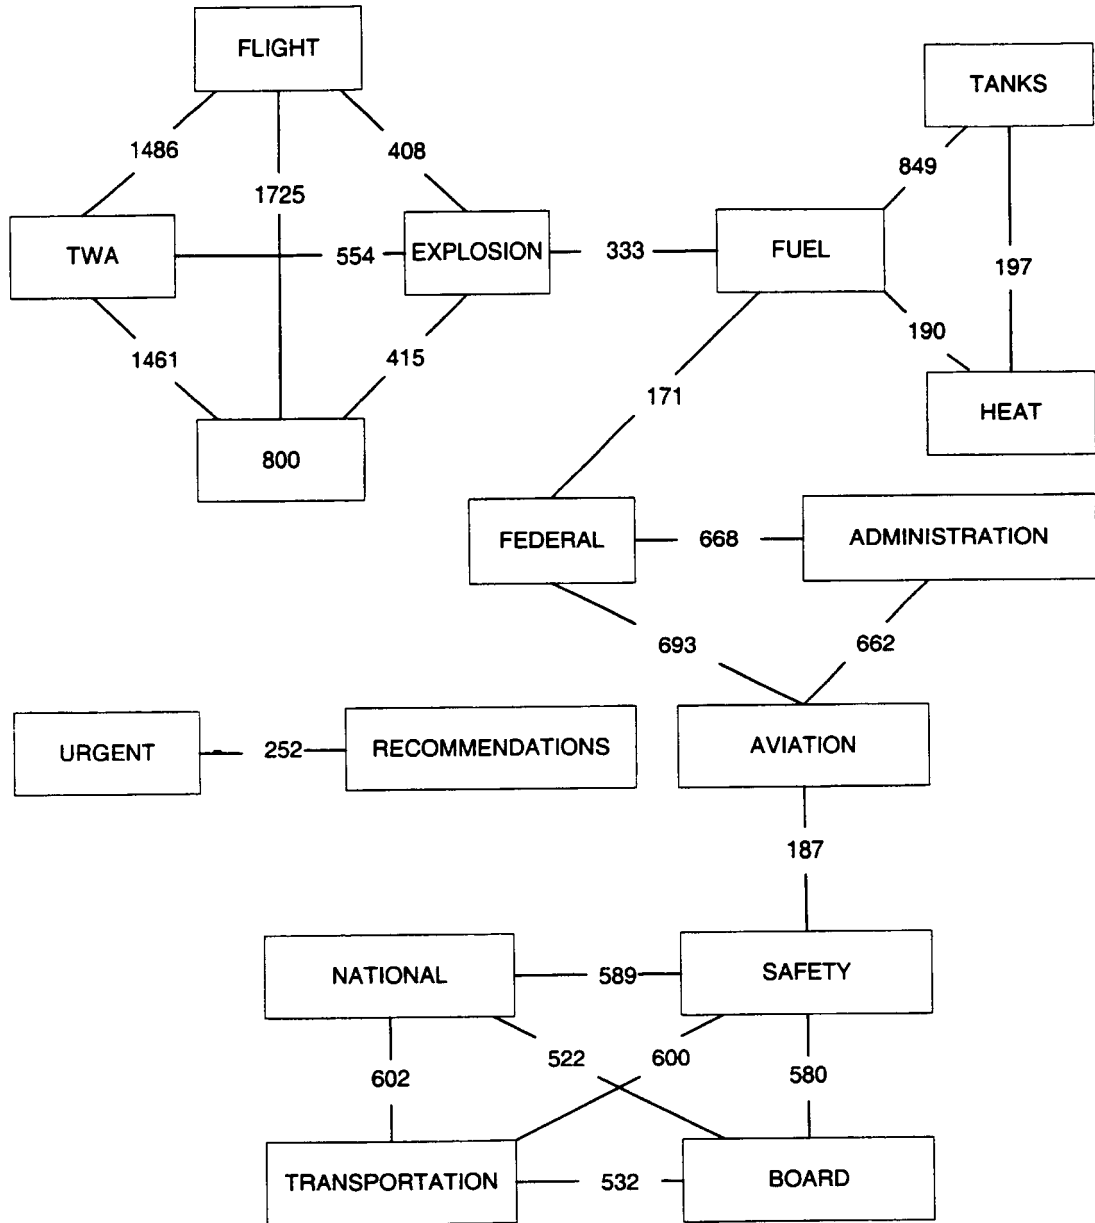 FLIGHT
TANKS
1486
408
849
1725
TWA
554
EXPLOSION
333
FUEL
197
190
1461
415
171
HEAT
800
FEDERAL
668
ADMINISTRATION
693
662
URGENT
252
RECOMMENDATIONS
AVIATION
187
NATIONAL
589
SAFETY
602
522
600
580
TRANSPORTATION
532
BOARD